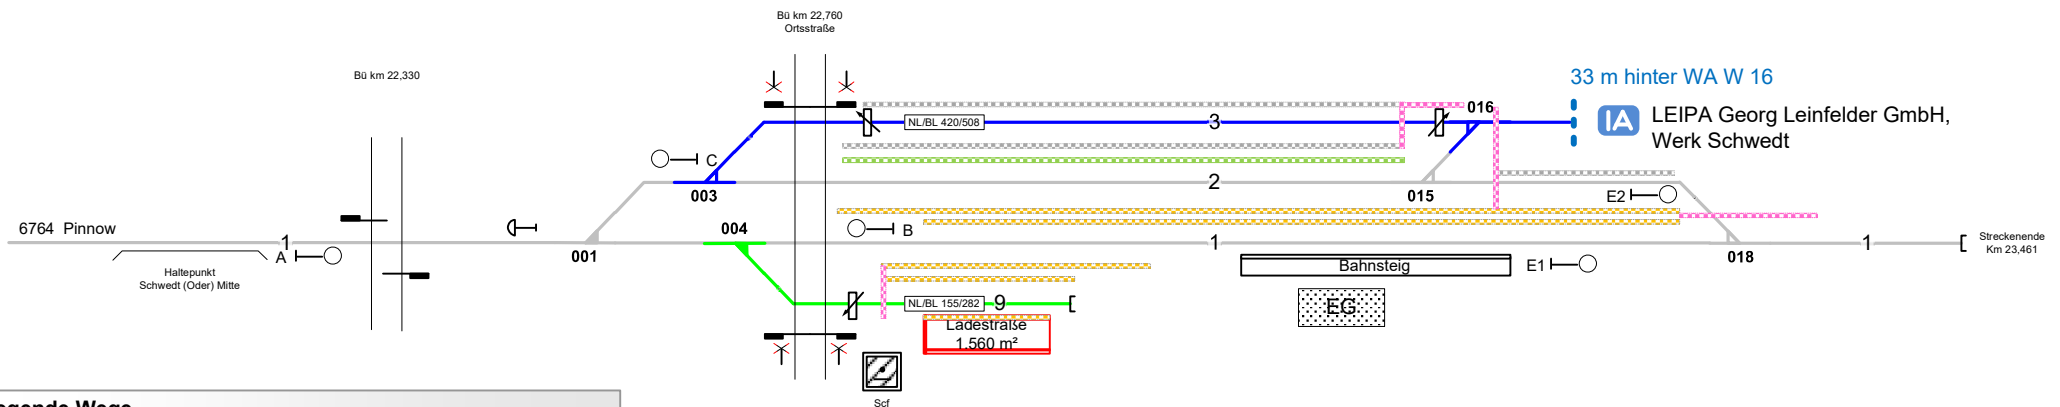 Bü km 22,760
Ortsstraße
Bü km 22,330
33 m hinter WA W 16
IA
LEIPA Georg Leinfelder GmbH,
Werk Schwedt
016
NL/BL 420/508
3
C
003
2
015
E2
6764 Pinnow
1
A
Haltepunkt
Schwedt (Oder) Mitte
001
004
B
1
Bahnsteig
E1
018
1
Streckenende
Km 23,461
EG
NL/BL 155/282
9
Ladestraße
1.560 m²
Scf